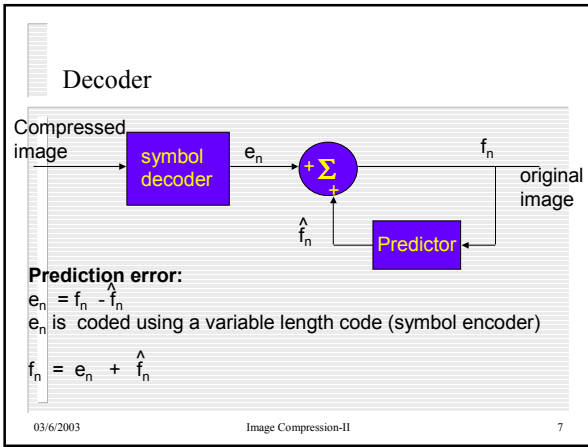 Decoder
Compressed
image
symbol
decoder
eₙ
+ Σ
+
fₙ
original
image
f̂ₙ
Predictor
Prediction error:
eₙ = fₙ - f̂ₙ
eₙ is coded using a variable length code (symbol encoder)
fₙ = eₙ + f̂ₙ
03/6/2003 Image Compression-II 7